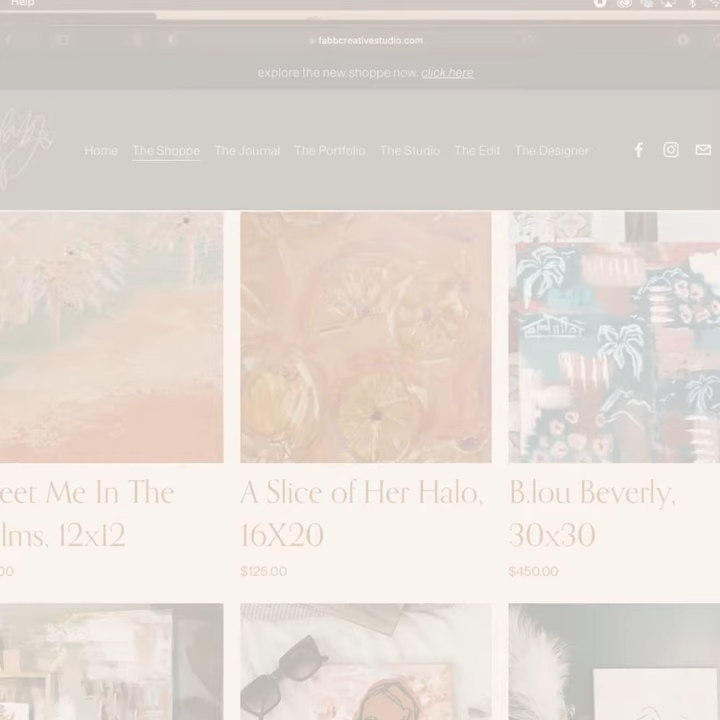 Help
fabbcreativestudio.com
explore the new shoppe now. click here
Home The Shoppe The Journal The Portfolio The Studio The Edit The Designer
eet Me In The
lms, 12x12
00
A Slice of Her Halo,
16X20
$125.00
B.lou Beverly,
30x30
$450.00